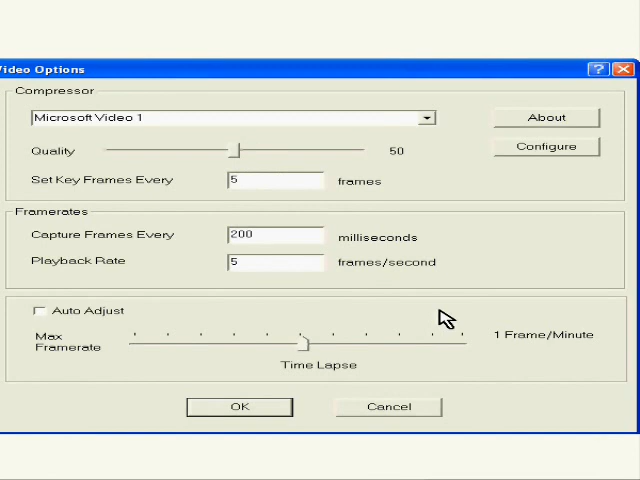 Video Options
Compressor
Microsoft Video 1
About
Quality
50
Configure
Set Key Frames Every
5
frames
Framerates
Capture Frames Every
200
milliseconds
Playback Rate
5
frames/second
Auto Adjust
Max
Framerate
1 Frame/Minute
Time Lapse
OK
Cancel